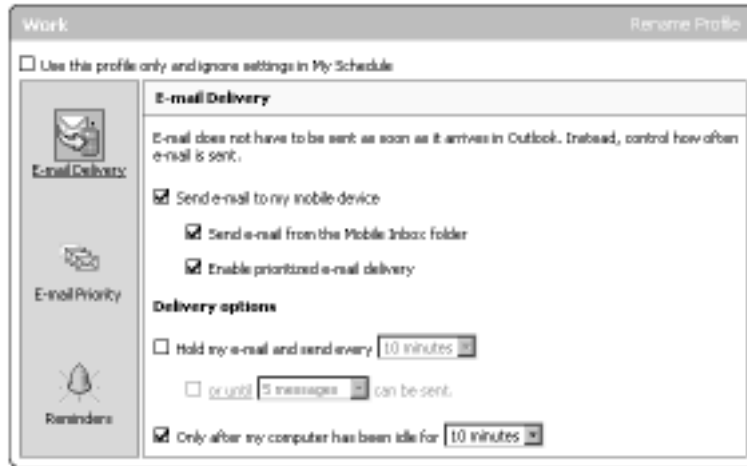 Work
Rename Profile
Use this profile only and ignore settings in My Schedule
E-mail Delivery
E-mail Delivery
E-mail does not have to be sent as soon as it arrives in Outlook. Instead, control how often
e-mail is sent.
Send e-mail to my mobile device
Send e-mail from the Mobile Inbox folder
Enable prioritized e-mail delivery
E-mail Priority
Delivery options
Hold my e-mail and send every 10 minutes
or until 5 messages can be sent.
Reminders
Only after my computer has been idle for 10 minutes